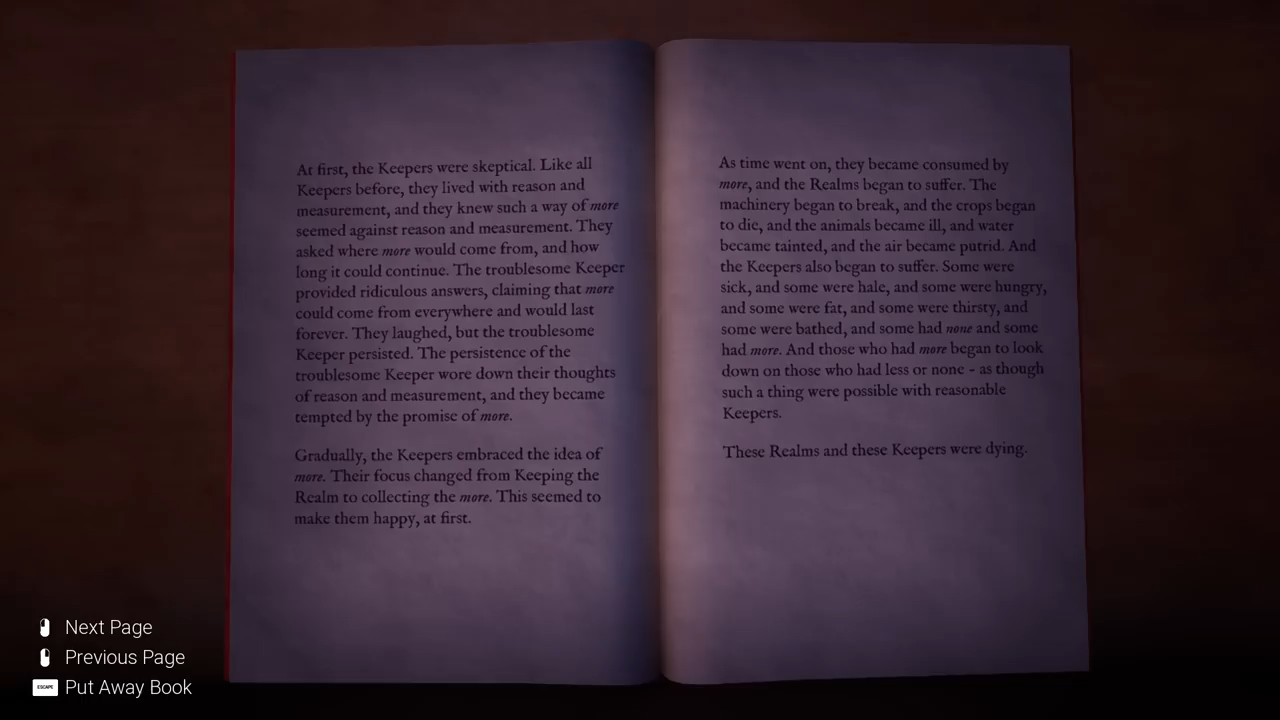 At first, the Keepers were skeptical. Like all
Keepers before, they lived with reason and
measurement, and they knew such a way of more
seemed against reason and measurement. They
asked where more would come from, and how
long it could continue. The troublesome Keeper
provided ridiculous answers, claiming that more
could come from everywhere and would last
forever. They laughed, but the troublesome
Keeper persisted. The persistence of the
troublesome Keeper wore down their thoughts
of reason and measurement, and they became
tempted by the promise of more.
Gradually, the Keepers embraced the idea of
more. Their focus changed from Keeping the
Realm to collecting the more. This seemed to
make them happy, at first.
As time went on, they became consumed by
more, and the Realms began to suffer. The
machinery began to break, and the crops began
to die, and the animals became ill, and water
became tainted, and the air became putrid. And
the Keepers also began to suffer. Some were
sick, and some were hale, and some were hungry,
and some were fat, and some were thirsty, and
some were bathed, and some had none and some
had more. And those who had more began to look
down on those who had less or none - as though
such a thing were possible with reasonable
Keepers.
These Realms and these Keepers were dying.
Next Page
Previous Page
ESCAPE Put Away Book